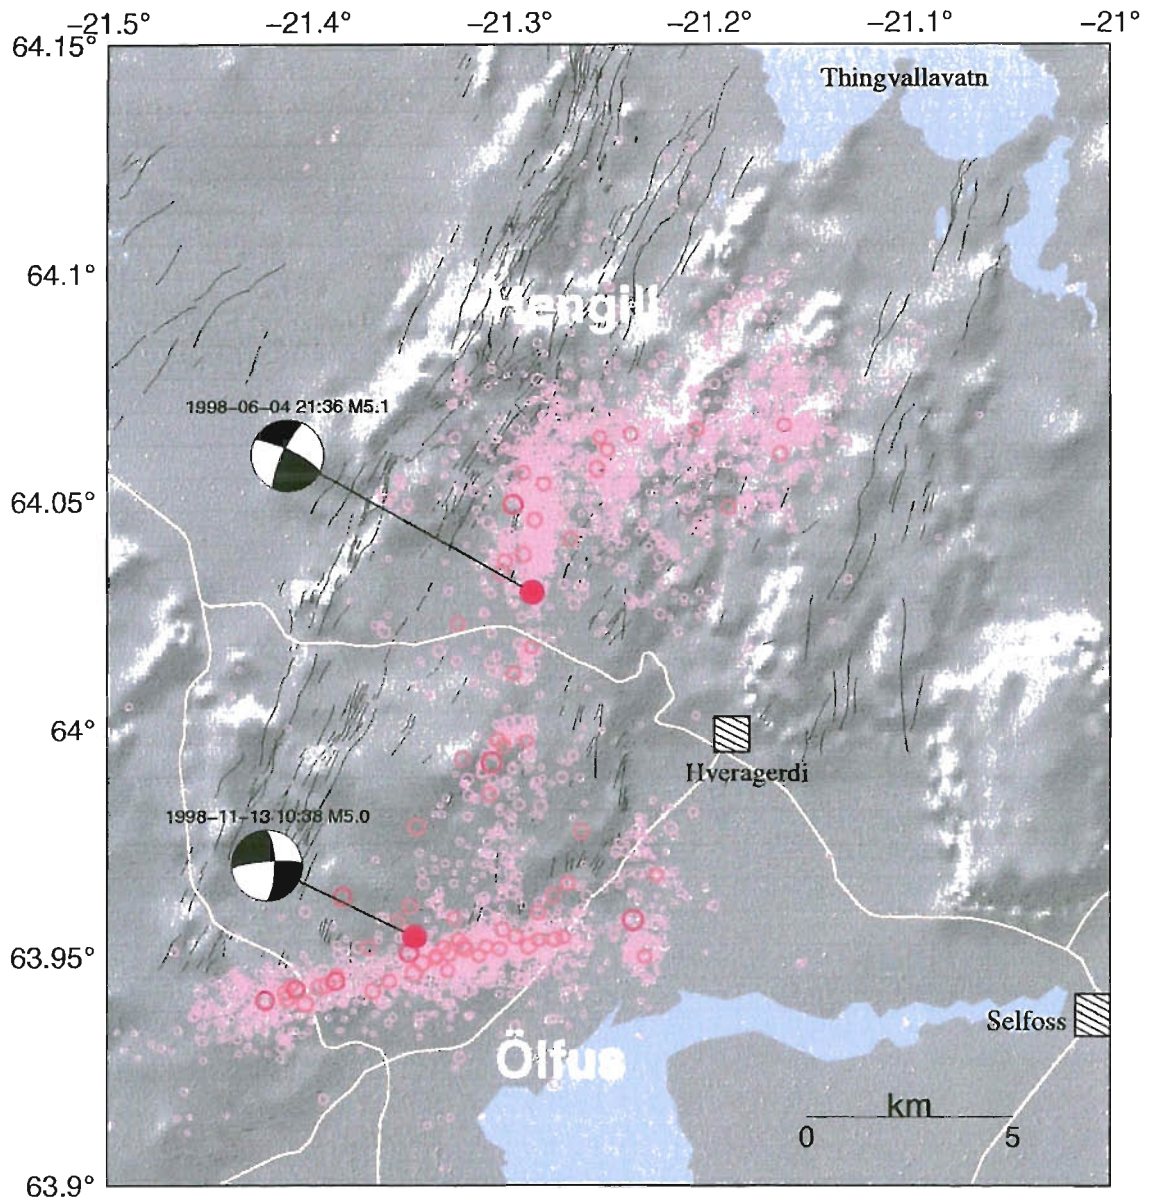 −21.5° −21.4° −21.3° −21.2° −21.1° −21°
64.15°
Thingvallavatn
64.1°
Hengill
1998−06−04 21:36 M5.1
64.05°
64°
Hveragerdi
1998−11−13 10:38 M5.0
63.95°
Selfoss
Ölfus
km
0 5
63.9°